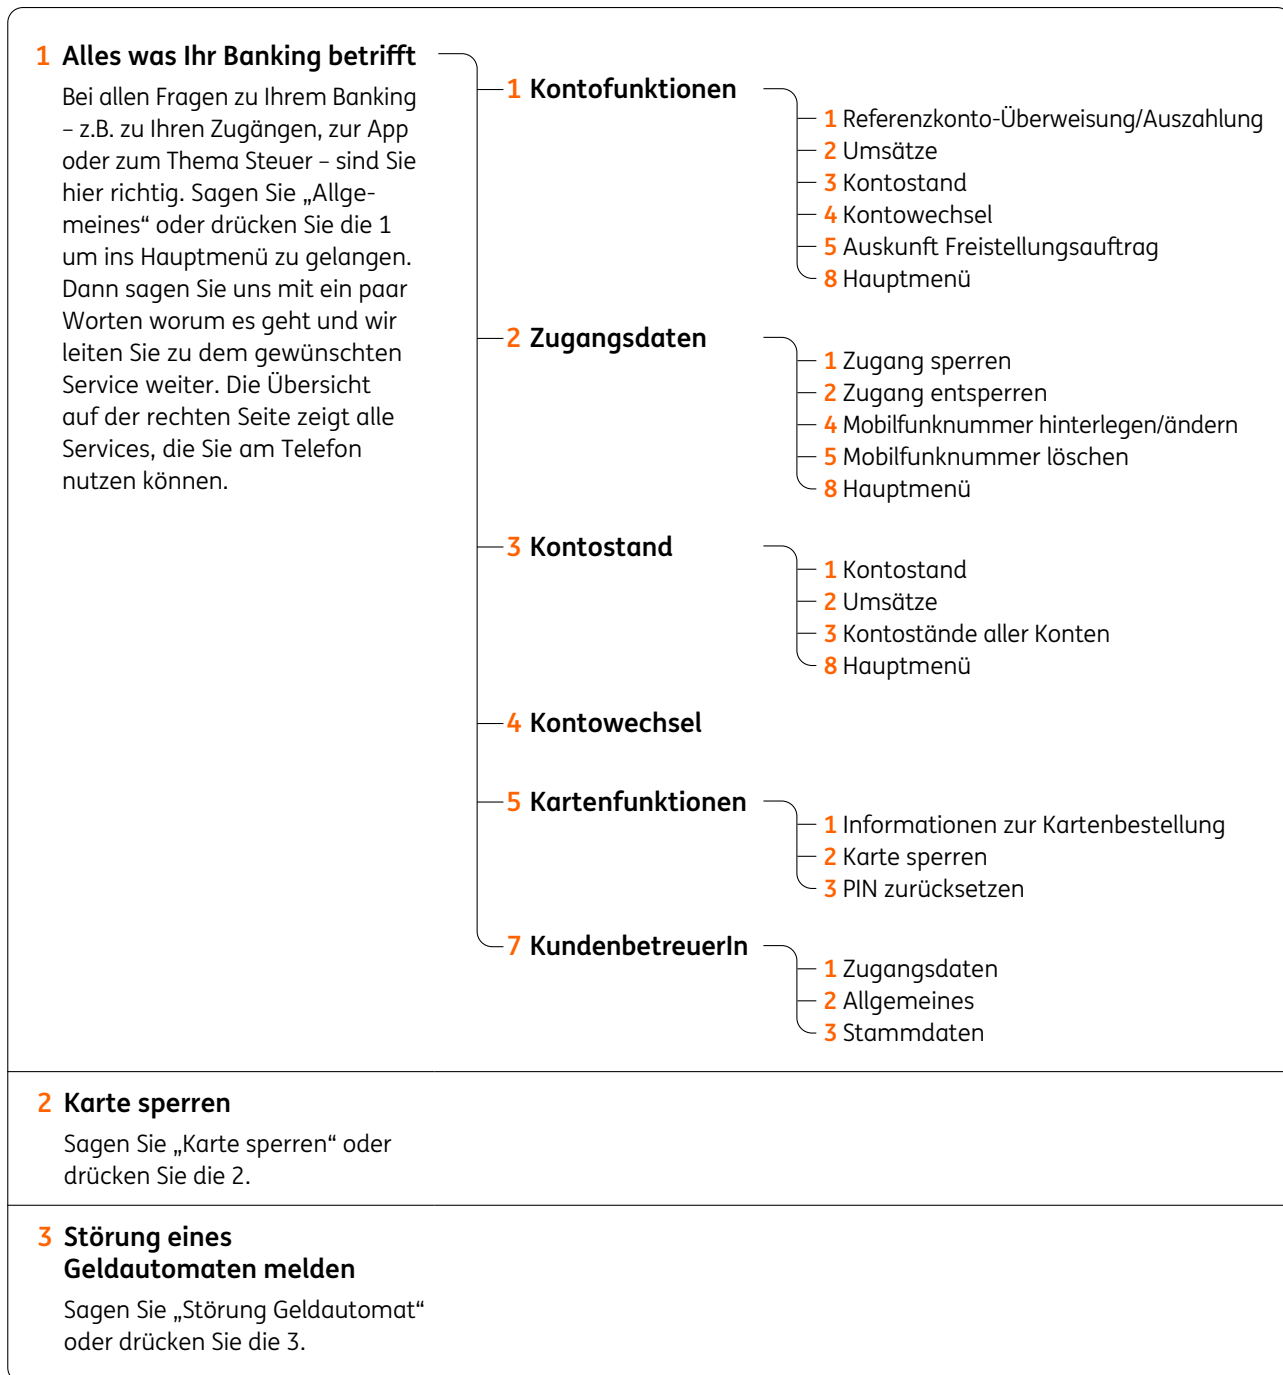 1 Alles was Ihr Banking betrifft
Bei allen Fragen zu Ihrem Banking
– z.B. zu Ihren Zugängen, zur App
oder zum Thema Steuer – sind Sie
hier richtig. Sagen Sie „Allge-
meines“ oder drücken Sie die 1
um ins Hauptmenü zu gelangen.
Dann sagen Sie uns mit ein paar
Worten worum es geht und wir
leiten Sie zu dem gewünschten
Service weiter. Die Übersicht
auf der rechten Seite zeigt alle
Services, die Sie am Telefon
nutzen können.
1 Kontofunktionen
1 Referenzkonto-Überweisung/Auszahlung
2 Umsätze
3 Kontostand
4 Kontowechsel
5 Auskunft Freistellungsauftrag
8 Hauptmenü
2 Zugangsdaten
1 Zugang sperren
2 Zugang entsperren
4 Mobilfunknummer hinterlegen/ändern
5 Mobilfunknummer löschen
8 Hauptmenü
3 Kontostand
1 Kontostand
2 Umsätze
3 Kontostände aller Konten
8 Hauptmenü
4 Kontowechsel
5 Kartenfunktionen
1 Informationen zur Kartenbestellung
2 Karte sperren
3 PIN zurücksetzen
7 KundenbetreuerIn
1 Zugangsdaten
2 Allgemeines
3 Stammdaten
2 Karte sperren
Sagen Sie „Karte sperren“ oder
drücken Sie die 2.
3 Störung eines
Geldautomaten melden
Sagen Sie „Störung Geldautomat“
oder drücken Sie die 3.